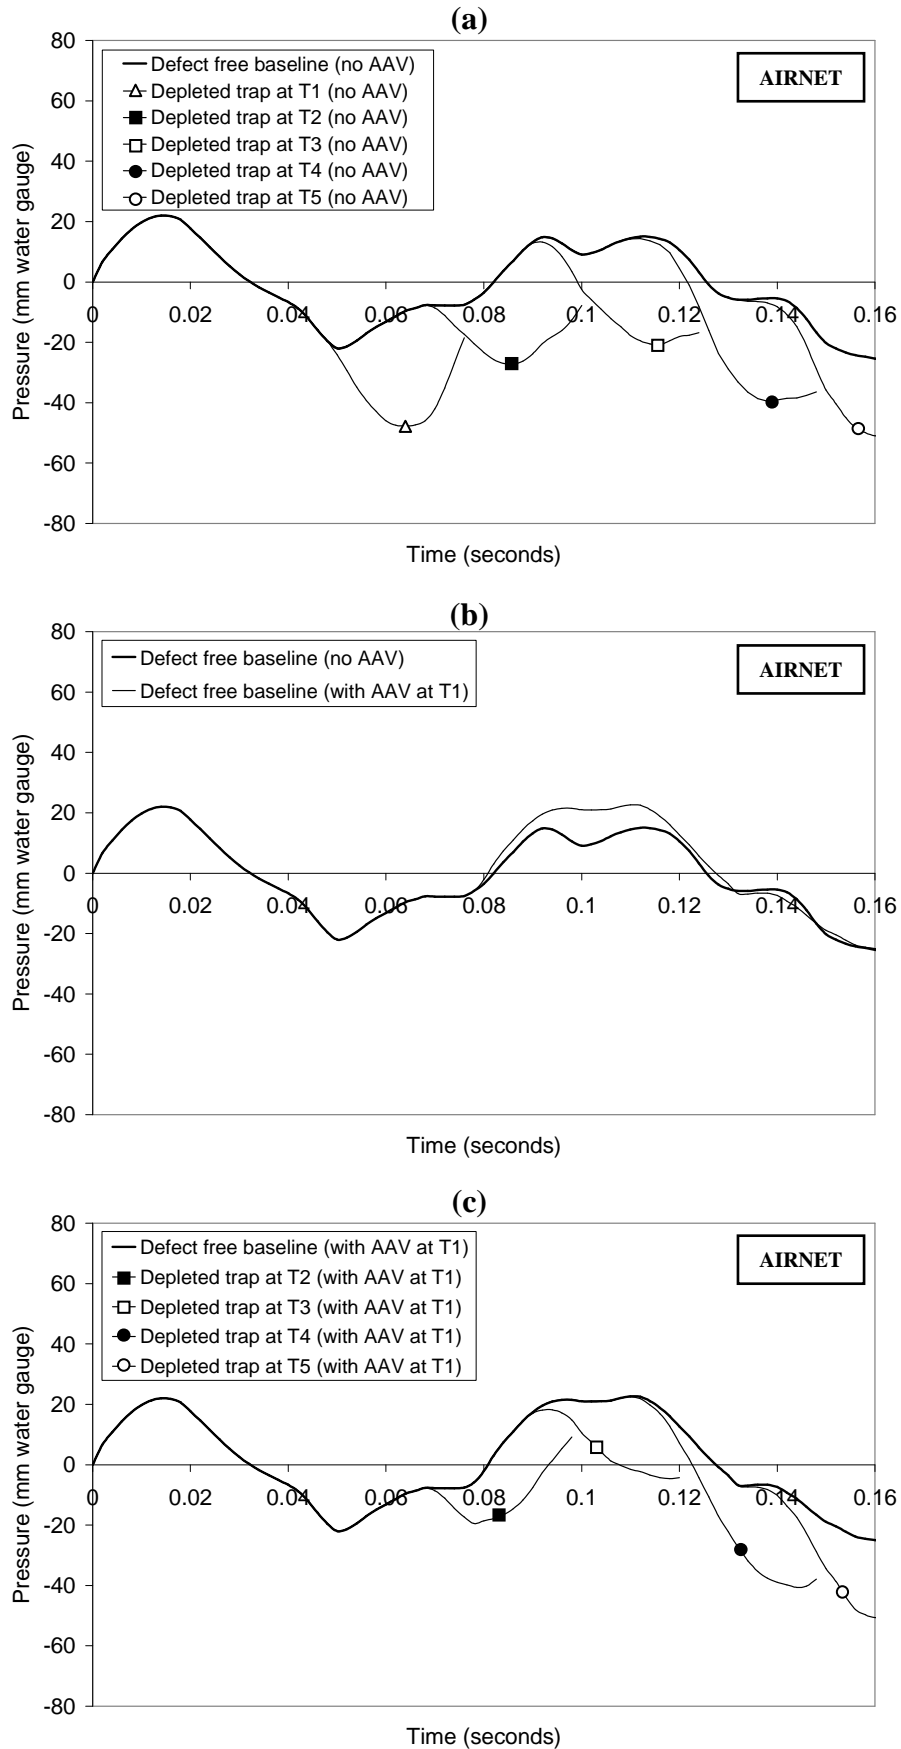 (a)
80
60
40
20
0
-20
-40
-60
-80
Pressure (mm water gauge)
Defect free baseline (no AAV)
Depleted trap at T1 (no AAV)
Depleted trap at T2 (no AAV)
Depleted trap at T3 (no AAV)
Depleted trap at T4 (no AAV)
Depleted trap at T5 (no AAV)
AIRNET
0 0.02 0.04 0.06 0.08 0.1 0.12 0.14 0.16
Time (seconds)
(b)
80
60
40
20
0
-20
-40
-60
-80
Pressure (mm water gauge)
Defect free baseline (no AAV)
Defect free baseline (with AAV at T1)
AIRNET
0 0.02 0.04 0.06 0.08 0.1 0.12 0.14 0.16
Time (seconds)
(c)
80
60
40
20
0
-20
-40
-60
-80
Pressure (mm water gauge)
Defect free baseline (with AAV at T1)
Depleted trap at T2 (with AAV at T1)
Depleted trap at T3 (with AAV at T1)
Depleted trap at T4 (with AAV at T1)
Depleted trap at T5 (with AAV at T1)
AIRNET
0 0.02 0.04 0.06 0.08 0.1 0.12 0.14 0.16
Time (seconds)